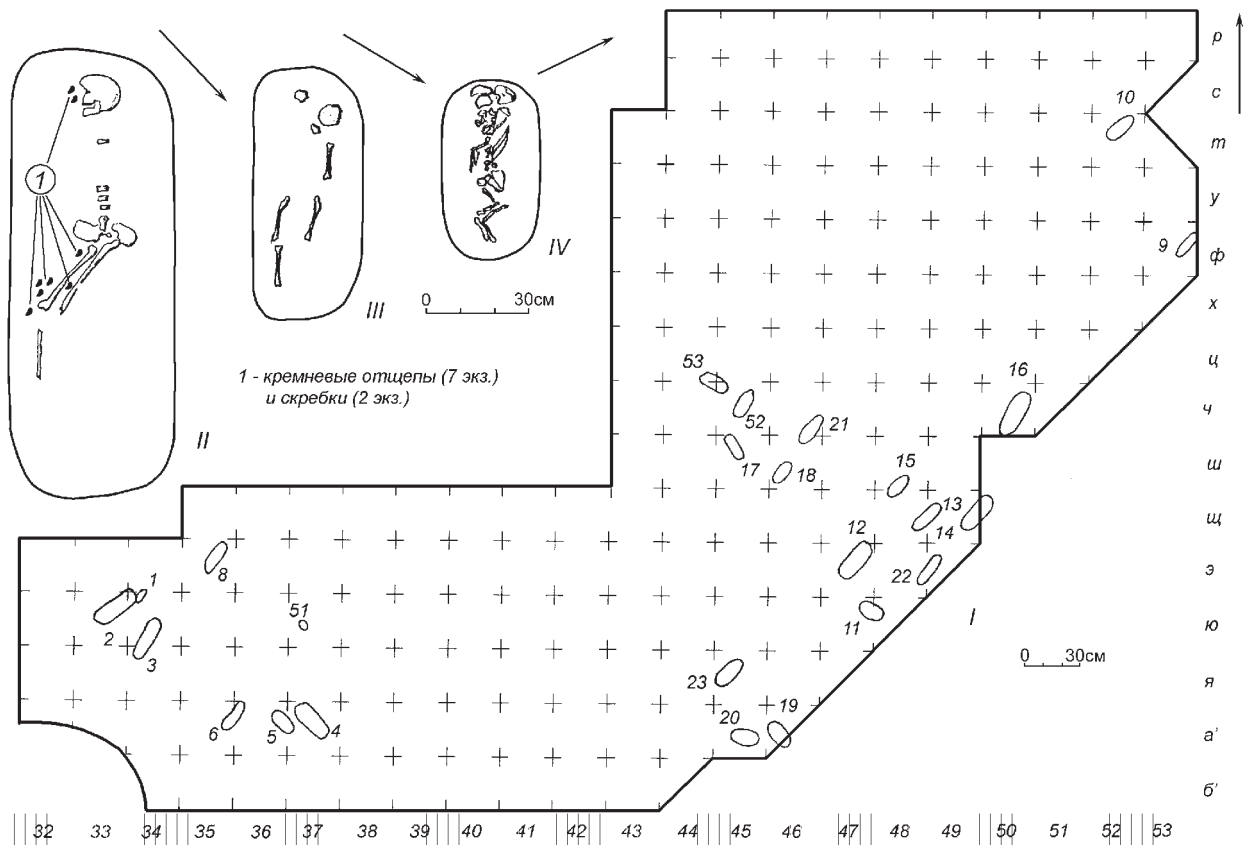 1
II
III
IV
0 30см
1 - кремневые отщепы (7 экз.)
и скребки (2 экз.)
р
с
т
у
ф
х
ц
ч
ш
щ
э
ю
я
а'
б'
10
9
16
53
52
21
17
18
15
13
14
12
22
11
I
0 30см
8
1
2
3
51
6
5
4
23
20
19
32 33 34 35 36 37 38 39 40 41 42 43 44 45 46 47 48 49 50 51 52 53